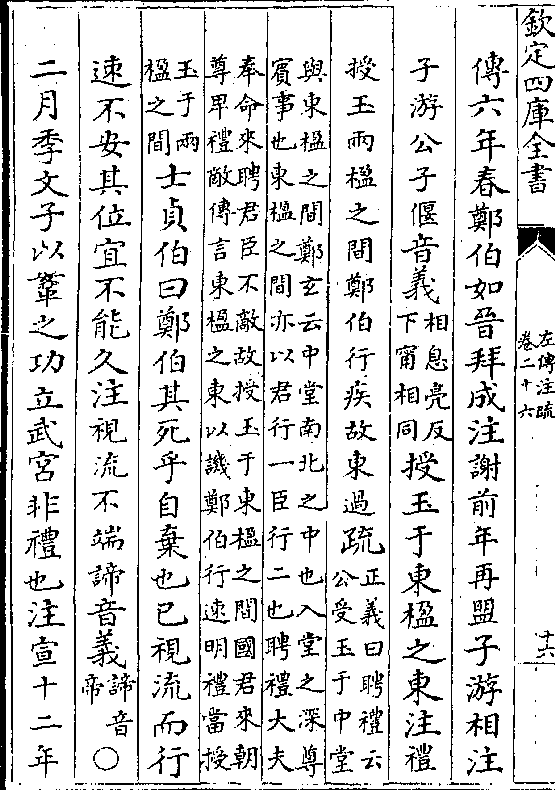 欽定四庫全書
左傳注疏
卷二十六
十六
傳六年春鄭伯如晉拜成注謝前年再盟子游相注
子游公子偃音義相息亮反
下甯相同授玉于東楹之東注禮
授玉兩楹之間鄭伯行疾故東過疏正義曰聘禮云
公受玉于中堂
與東楹之間鄭玄云中堂南北之中也入堂之深尊
賓事也東楹之間亦以君行一臣行二也聘禮大夫
奉命來聘君臣不敵故授玉于東楹之間國君來朝
尊卑禮敵傳言東楹之東以譏鄭伯行速明禮當授
玉于兩
楹之間士貞伯曰鄭伯其死乎自棄也已視流而行
速不安其位宜不能久注視流不端諦音義諦音
帝○
二月季文子以鞌之功立武宮非禮也注宣十二年